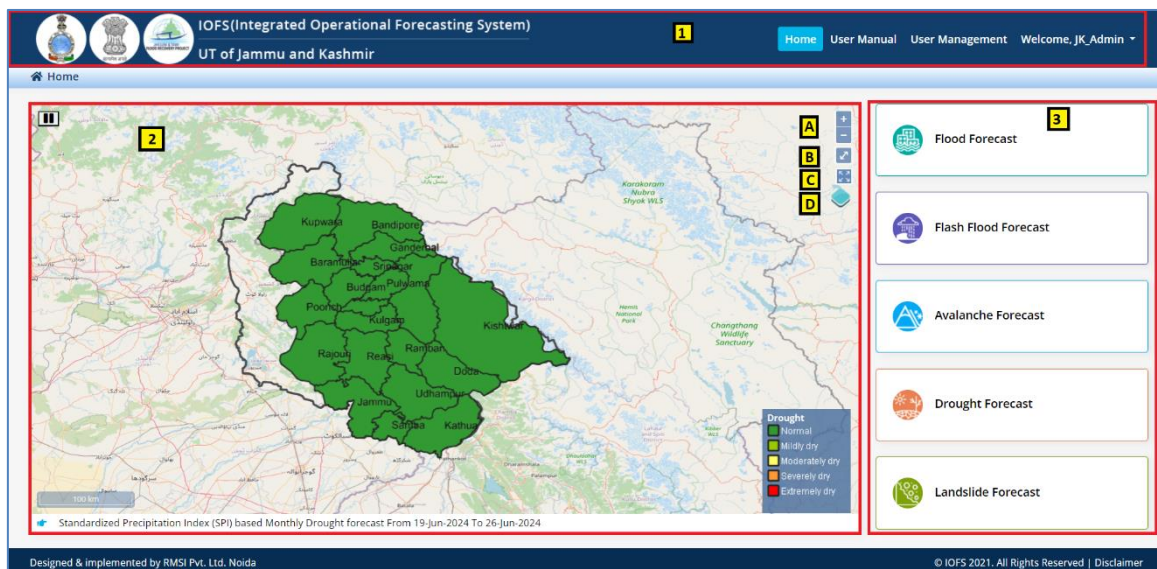 IOFS(Integrated Operational Forecasting System)
UT of Jammu and Kashmir
1
Home User Manual User Management Welcome, JK_Admin
Home
2
A
B
C
D
+
−
Karakoram
Nubra
Shyok WLS
Kupwara
Bandipore
Ganderbal
Baramulla
Srinagar
Budgam
Pulwama
Poonch
Kulgam
Kishtwar
Hemis
National
Park
Changthang
Wildlife
Sanctuary
Rajouri
Reasi
Ramban
Doda
Udhampur
Jammu
Samba
Kathua
Drought
Normal
Mildly dry
Moderately dry
Severely dry
Extremely dry
100 km
Standardized Precipitation Index (SPI) based Monthly Drought forecast From 19-Jun-2024 To 26-Jun-2024
3
Flood Forecast
Flash Flood Forecast
Avalanche Forecast
Drought Forecast
Landslide Forecast
Designed & implemented by RMSI Pvt. Ltd. Noida
© IOFS 2021. All Rights Reserved | Disclaimer